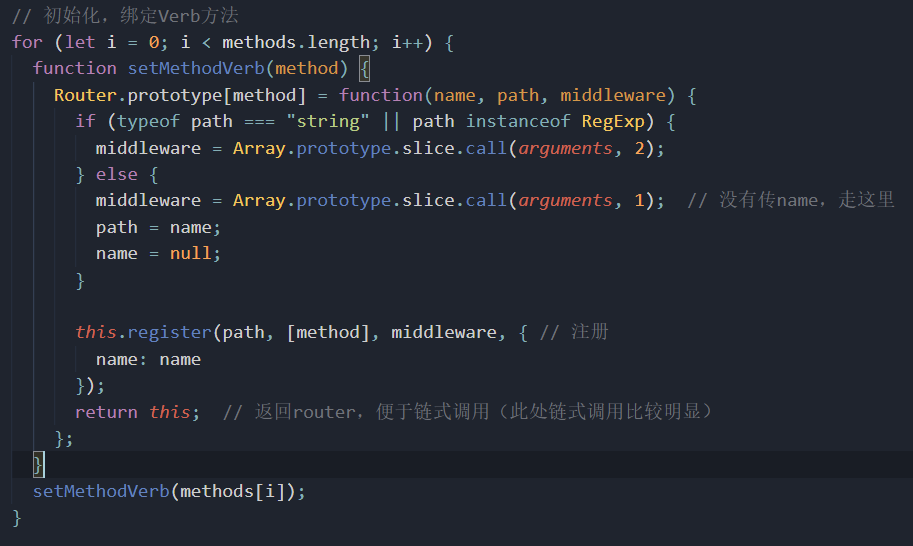 // 初始化，绑定Verb方法
for (let i = 0; i < methods.length; i++) {
  function setMethodVerb(method) {
    Router.prototype[method] = function(name, path, middleware) {
      if (typeof path === "string" || path instanceof RegExp) {
        middleware = Array.prototype.slice.call(arguments, 2);
      } else {
        middleware = Array.prototype.slice.call(arguments, 1);  // 没有传name，走这里
        path = name;
        name = null;
      }

      this.register(path, [method], middleware, { // 注册
        name: name
      });
      return this;  // 返回router，便于链式调用（此处链式调用比较明显）
    };
  }
  setMethodVerb(methods[i]);
}